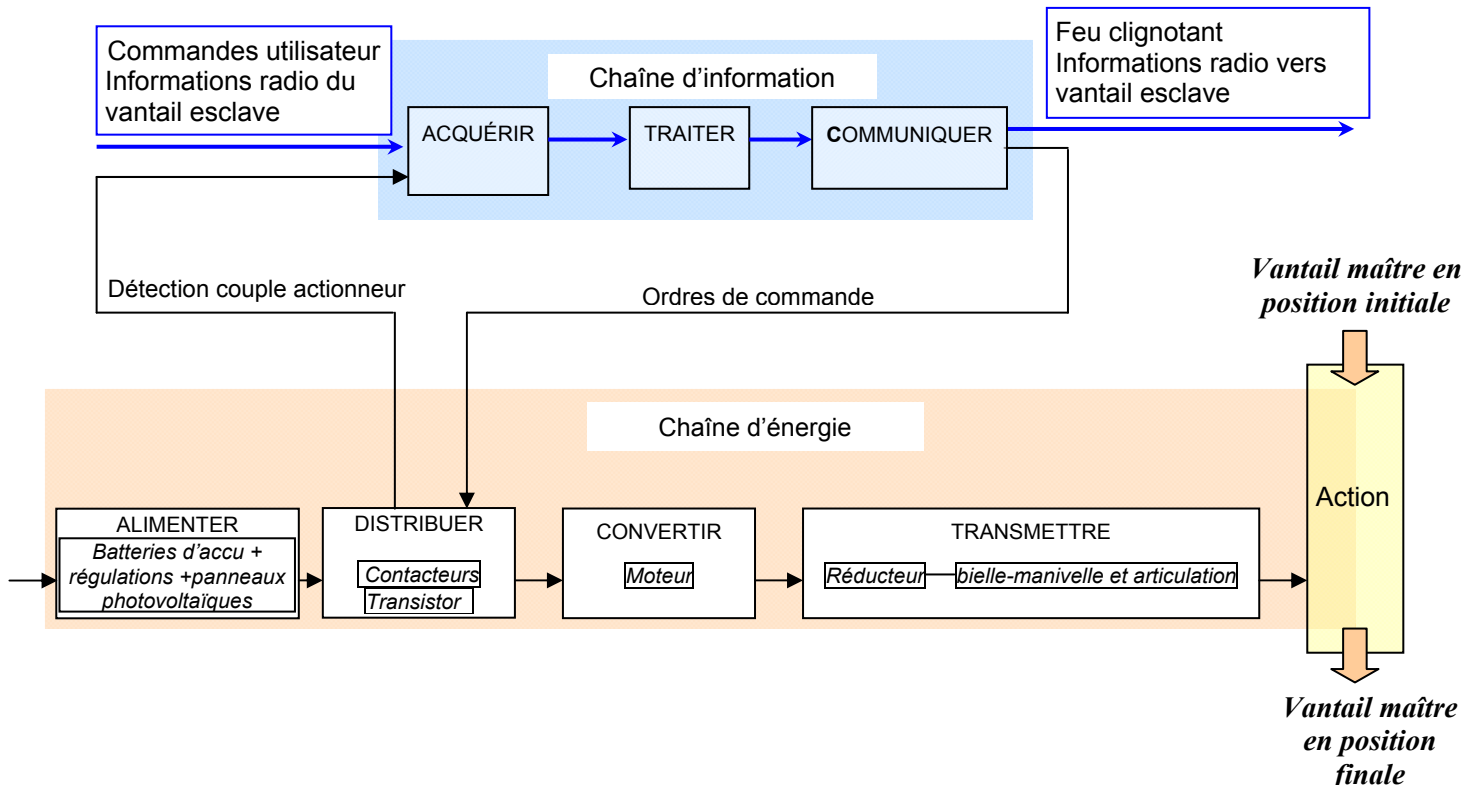 Commandes utilisateur
Informations radio du
vantail esclave
Chaîne d’information
Feu clignotant
Informations radio vers
vantail esclave
ACQUÉRIR
TRAITER
COMMUNIQUER
Détection couple actionneur
Ordres de commande
Vantail maître en
position initiale
Chaîne d’énergie
Action
ALIMENTER
Batteries d’accu +
régulations +panneaux
photovoltaïques
DISTRIBUER
Contacteurs
Transistor
CONVERTIR
Moteur
TRANSMETTRE
Réducteur bielle-manivelle et articulation
Vantail maître
en position
finale